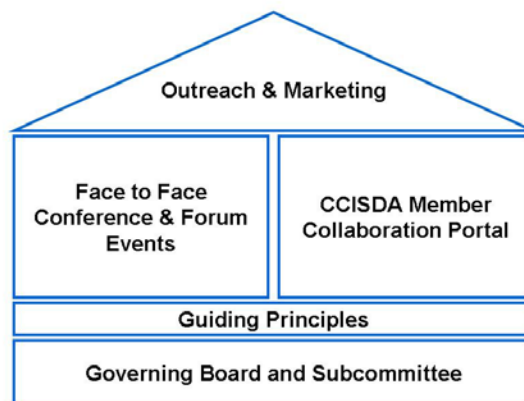 Outreach & Marketing
Face to Face
Conference & Forum
Events
CCISDA Member
Collaboration Portal
Guiding Principles
Governing Board and Subcommittee